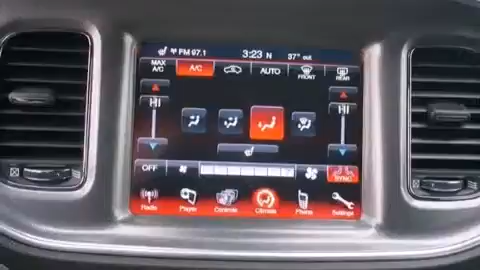 FM 97.1 3:23 N 37° out
MAX A/C A/C AUTO FRONT REAR
HI HI
OFF SYNC
Radio Player Controls Climate Phone Settings